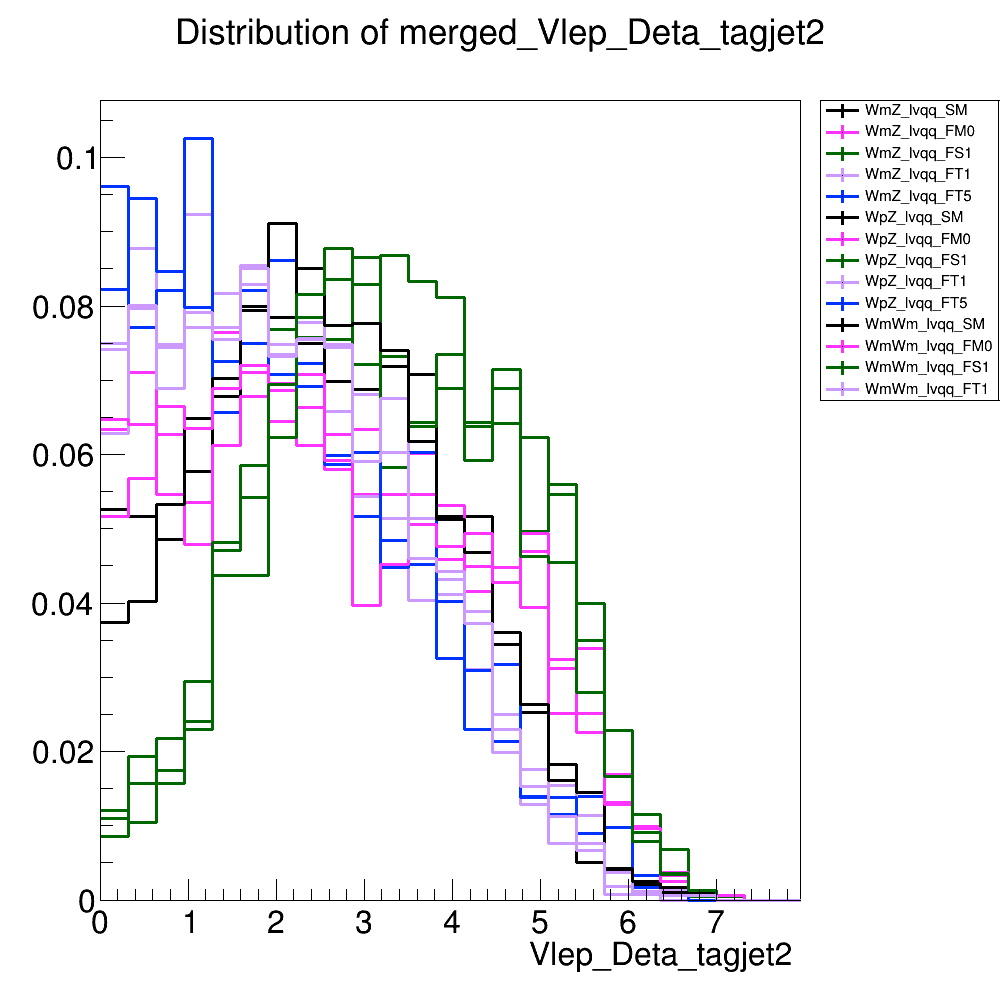 Distribution of merged_Vlep_Deta_tagjet2
WmZ_lvqq_SM
WmZ_lvqq_FM0
WmZ_lvqq_FS1
WmZ_lvqq_FT1
WmZ_lvqq_FT5
WpZ_lvqq_SM
WpZ_lvqq_FM0
WpZ_lvqq_FS1
WpZ_lvqq_FT1
WpZ_lvqq_FT5
WmWm_lvqq_SM
WmWm_lvqq_FM0
WmWm_lvqq_FS1
WmWm_lvqq_FT1
0.1
0.08
0.06
0.04
0.02
0
0 1 2 3 4 5 6 7
Vlep_Deta_tagjet2